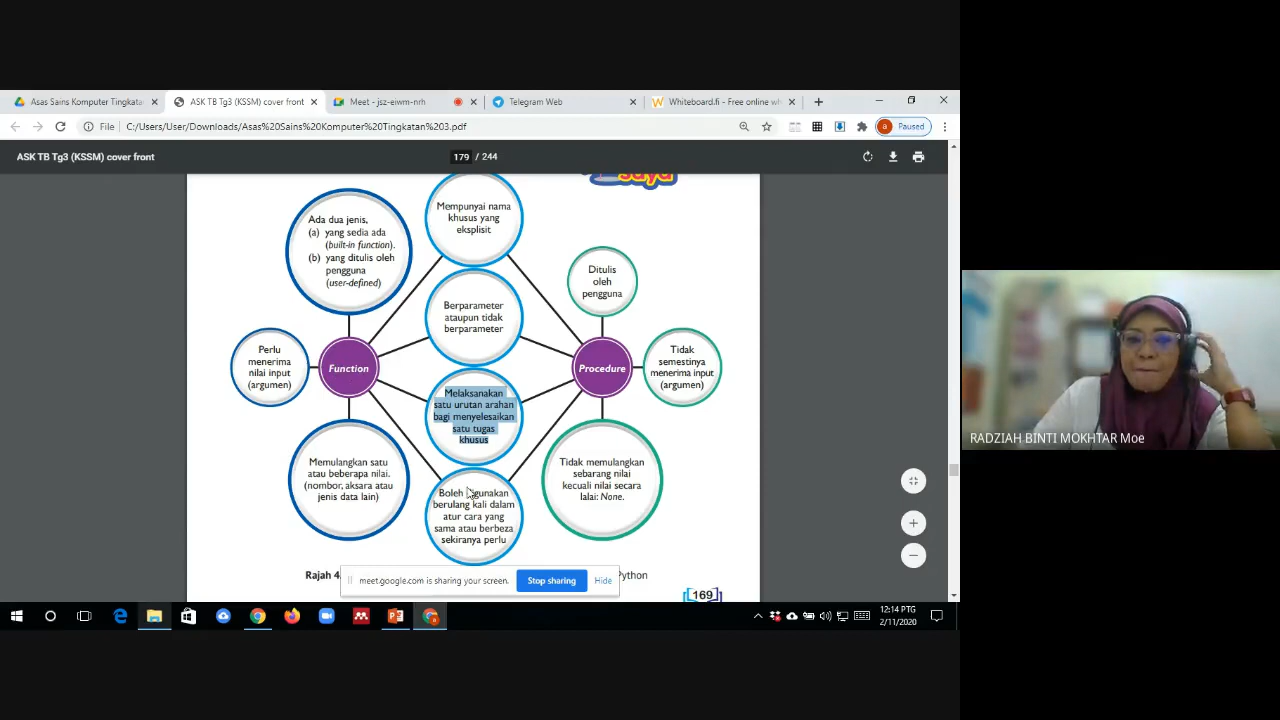 Asas Sains Komputer Tingkata
ASK TB Tg3 (KSSM) cover front
Meet - jsz-eiwm-nrh
Telegram Web
Whiteboard.fi - Free online wh
File
C:/Users/User/Downloads/Asas%20Sains%20Komputer%20Tingkatan%203.pdf
a Paused
ASK TB Tg3 (KSSM) cover front
179 / 244
saya
Ada dua jenis,
(a) yang sedia ada
(built-in function).
(b) yang ditulis oleh
pengguna
(user-defined)
Mempunyai nama
khusus yang
eksplisit
Ditulis
oleh
pengguna
Berparameter
ataupun tidak
berparameter
Perlu
menerima
nilai input
(argumen)
Function
Procedure
Tidak
semestinya
menerima input
(argumen)
Melaksanakan
satu urutan arahan
bagi menyelesaikan
satu tugas
khusus
Memulangkan satu
atau beberapa nilai.
(nombor, aksara atau
jenis data lain)
Boleh digunakan
berulang kali dalam
atur cara yang
sama atau berbeza
sekiranya perlu
Tidak memulangkan
sebarang nilai
kecuali nilai secara
lalai: None.
Rajah 4.
ython
meet.google.com is sharing your screen.
Stop sharing
Hide
169
12:14 PTG
2/11/2020
RADZIAH BINTI MOKHTAR Moe